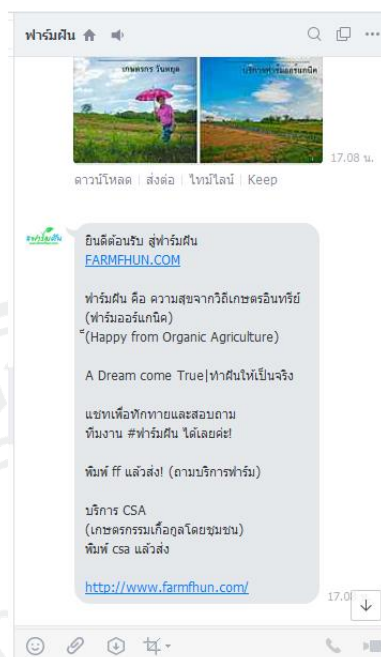 ฟาร์มฝัน
เกษตรกร วันหยุด
บริการฟาร์มออร์แกนิค
17.08 น.
ดาวน์โหลด | ส่งต่อ | ไทม์ไลน์ | Keep
#ฟาร์มฝัน
ยินดีต้อนรับ สู่ฟาร์มฝัน
FARMFHUN.COM
ฟาร์มฝัน คือ ความสุขจากวิถีเกษตรอินทรีย์
(ฟาร์มออร์แกนิค)
(Happy from Organic Agriculture)
A Dream come True|ทำฝันให้เป็นจริง
แชทเพื่อทักทายและสอบถาม
ทีมงาน #ฟาร์มฝัน ได้เลยค่ะ!
พิมพ์ ff แล้วส่ง! (ถามบริการฟาร์ม)
บริการ CSA
(เกษตรกรรมเกื้อกูลโดยชุมชน)
พิมพ์ csa แล้วส่ง
http://www.farmfhun.com/
17.0